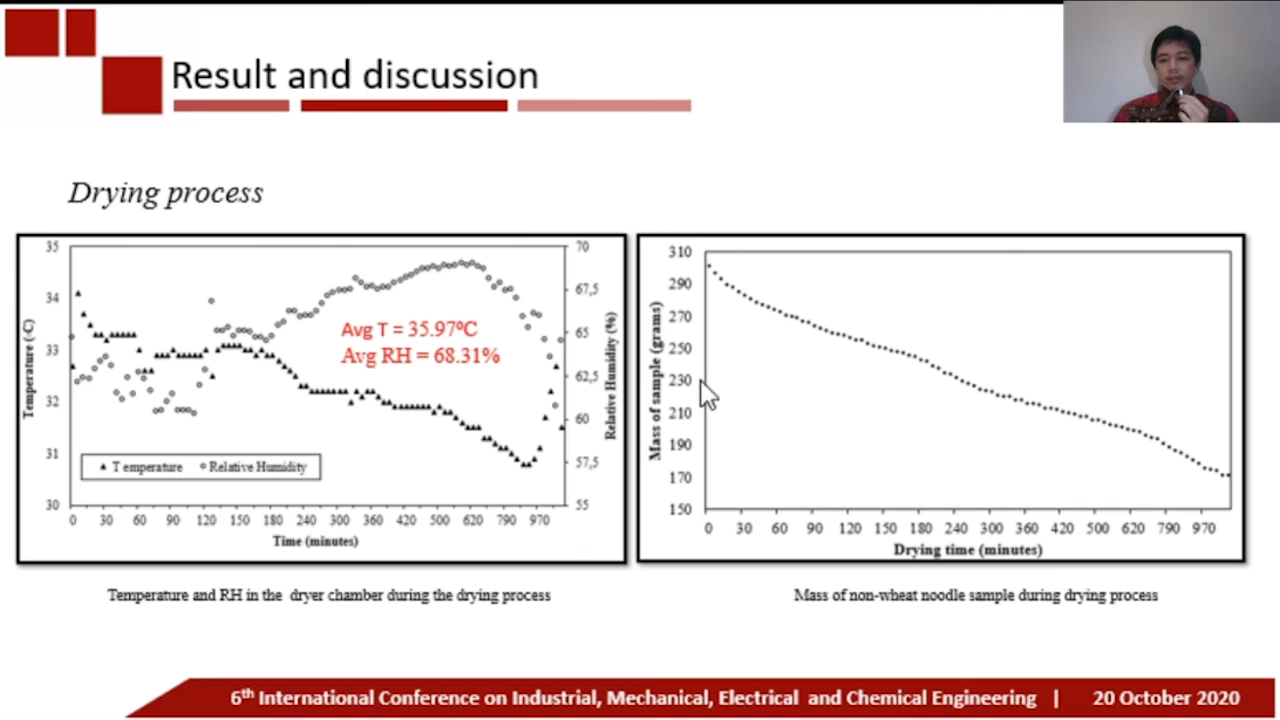 Result and discussion
Drying process
35
34
33
32
31
30
Temperature (·C)
70
67,5
65
62,5
60
57,5
55
Relative Humidity (%)
Avg T = 35.97ºC
Avg RH = 68.31%
Temperature
Relative Humidity
0 30 60 90 120 150 180 240 300 360 420 500 620 790 970
Time (minutes)
310
290
270
250
230
210
190
170
150
Mass of sample (grams)
0 30 60 90 120 150 180 240 300 360 420 500 620 790 970
Drying time (minutes)
Temperature and RH in the dryer chamber during the drying process
Mass of non-wheat noodle sample during drying process
6th International Conference on Industrial, Mechanical, Electrical and Chemical Engineering | 20 October 2020